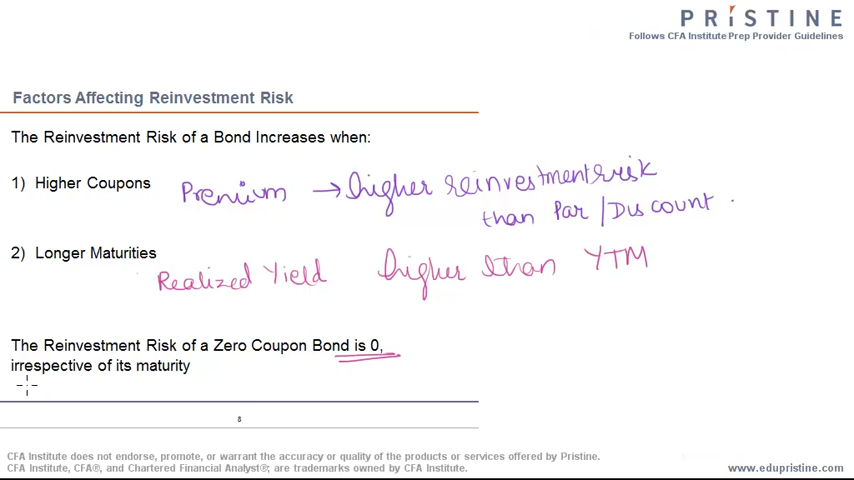 PRiSTINE
Follows CFA Institute Prep Provider Guidelines
Factors Affecting Reinvestment Risk
The Reinvestment Risk of a Bond Increases when:
1) Higher Coupons
Premium → higher reinvestment risk
than Par / Discount
2) Longer Maturities
Realized Yield higher than YTM
The Reinvestment Risk of a Zero Coupon Bond is 0,
irrespective of its maturity
8
CFA Institute does not endorse, promote, or warrant the accuracy or quality of the products or services offered by Pristine.
CFA Institute, CFA®, and Chartered Financial Analyst®; are trademarks owned by CFA Institute.
www.edupristine.com